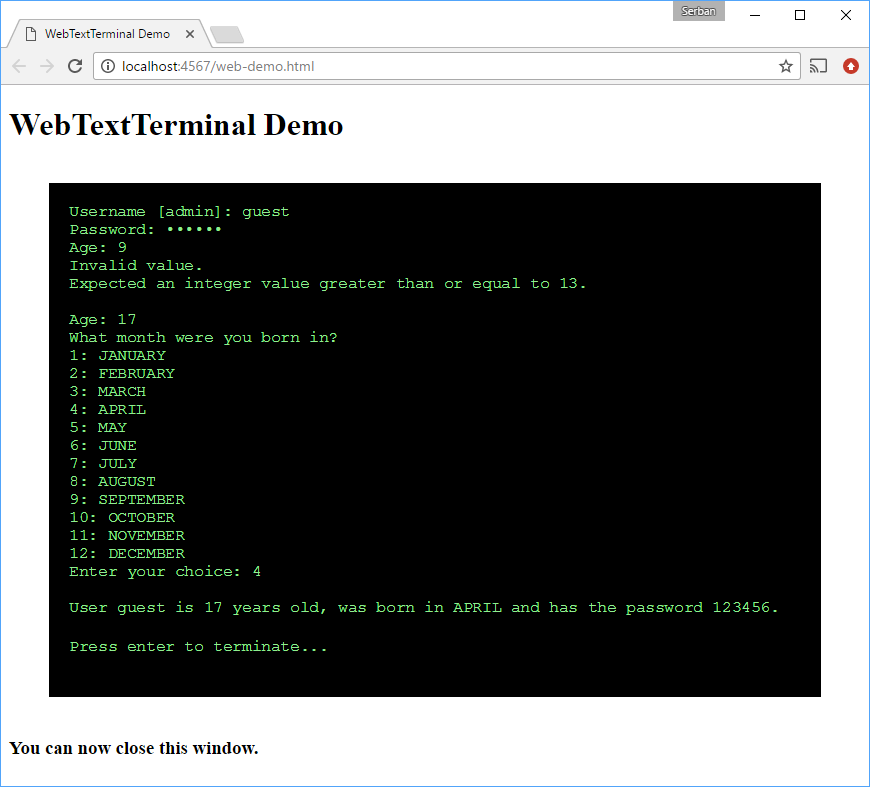 Serban
WebTextTerminal Demo
localhost:4567/web-demo.html
WebTextTerminal Demo
Username [admin]: guest
Password: ••••••
Age: 9
Invalid value.
Expected an integer value greater than or equal to 13.
Age: 17
What month were you born in?
1: JANUARY
2: FEBRUARY
3: MARCH
4: APRIL
5: MAY
6: JUNE
7: JULY
8: AUGUST
9: SEPTEMBER
10: OCTOBER
11: NOVEMBER
12: DECEMBER
Enter your choice: 4
User guest is 17 years old, was born in APRIL and has the password 123456.
Press enter to terminate...
You can now close this window.